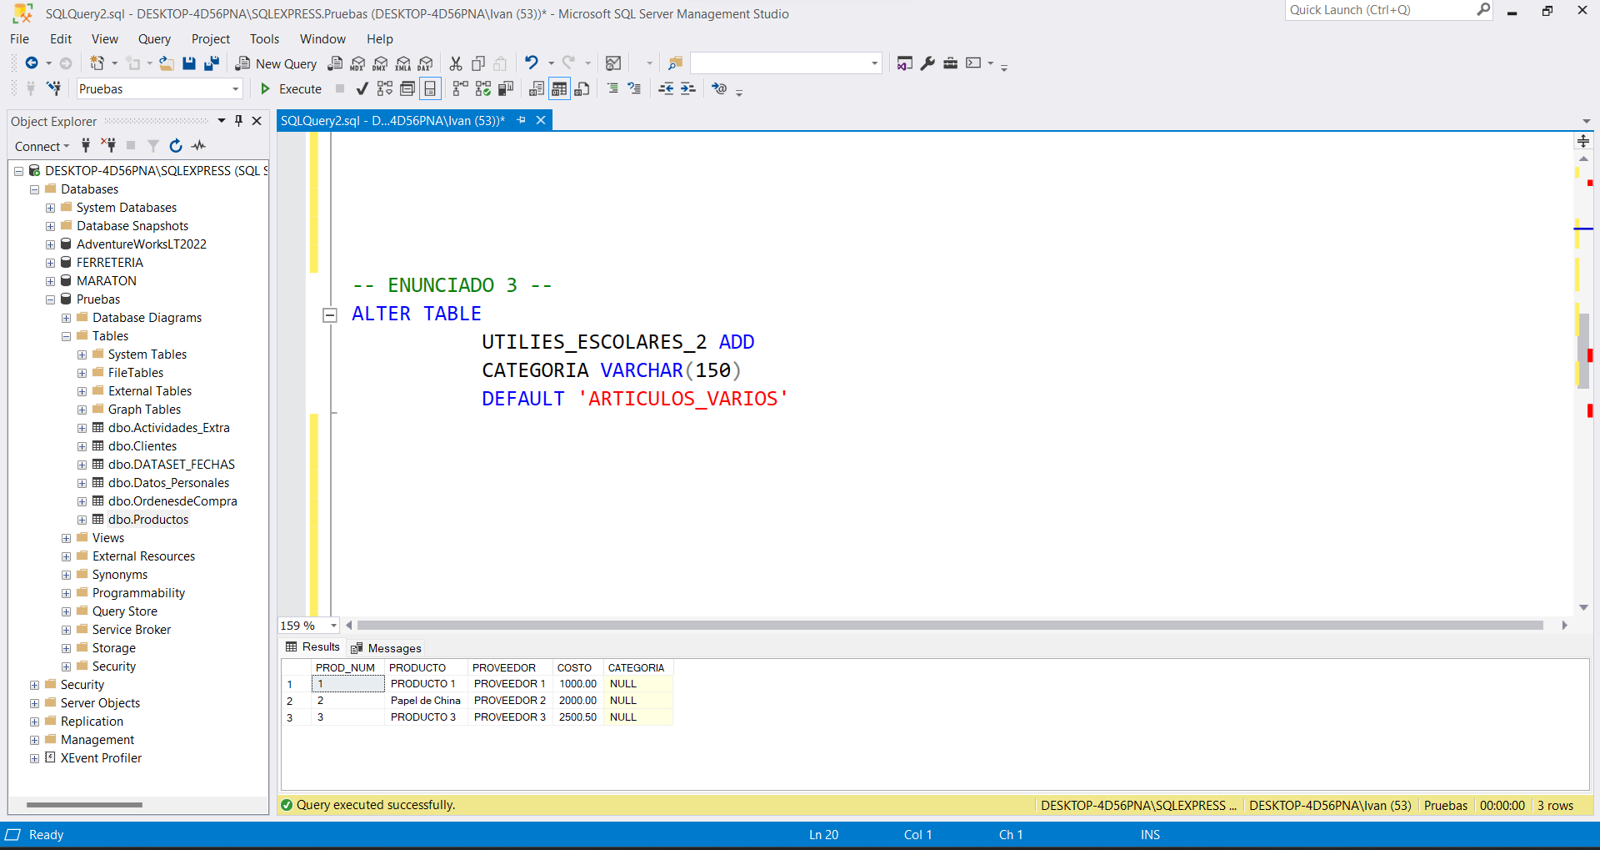 SQLQuery2.sql - DESKTOP-4D56PNA\SQLEXPRESS.Pruebas (DESKTOP-4D56PNA\Ivan (53))* - Microsoft SQL Server Management Studio
Quick Launch (Ctrl+Q)
File Edit View Query Project Tools Window Help
New Query MDX DMX XMLA DAX
Pruebas Execute
Object Explorer
SQLQuery2.sql - D...4D56PNA\Ivan (53))*
Connect
DESKTOP-4D56PNA\SQLEXPRESS (SQL S
Databases
System Databases
Database Snapshots
AdventureWorksLT2022
FERRETERIA
MARATON
Pruebas
Database Diagrams
Tables
System Tables
FileTables
External Tables
Graph Tables
dbo.Actividades_Extra
dbo.Clientes
dbo.DATASET_FECHAS
dbo.Datos_Personales
dbo.OrdenesdeCompra
dbo.Productos
Views
External Resources
Synonyms
Programmability
Query Store
Service Broker
Storage
Security
Security
Server Objects
Replication
Management
XEvent Profiler
-- ENUNCIADO 3 --
ALTER TABLE
UTILIES_ESCOLARES_2 ADD
CATEGORIA VARCHAR(150)
DEFAULT 'ARTICULOS_VARIOS'
159 %
Results Messages
PROD_NUM PRODUCTO PROVEEDOR COSTO CATEGORIA
1 1 PRODUCTO 1 PROVEEDOR 1 1000.00 NULL
2 2 Papel de China PROVEEDOR 2 2000.00 NULL
3 3 PRODUCTO 3 PROVEEDOR 3 2500.50 NULL
Query executed successfully. DESKTOP-4D56PNA\SQLEXPRESS ... DESKTOP-4D56PNA\Ivan (53) Pruebas 00:00:00 3 rows
Ready Ln 20 Col 1 Ch 1 INS